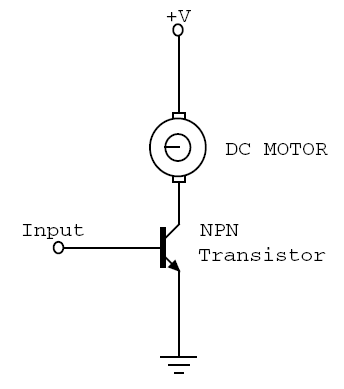 +V
DC MOTOR
Input
NPN
Transistor